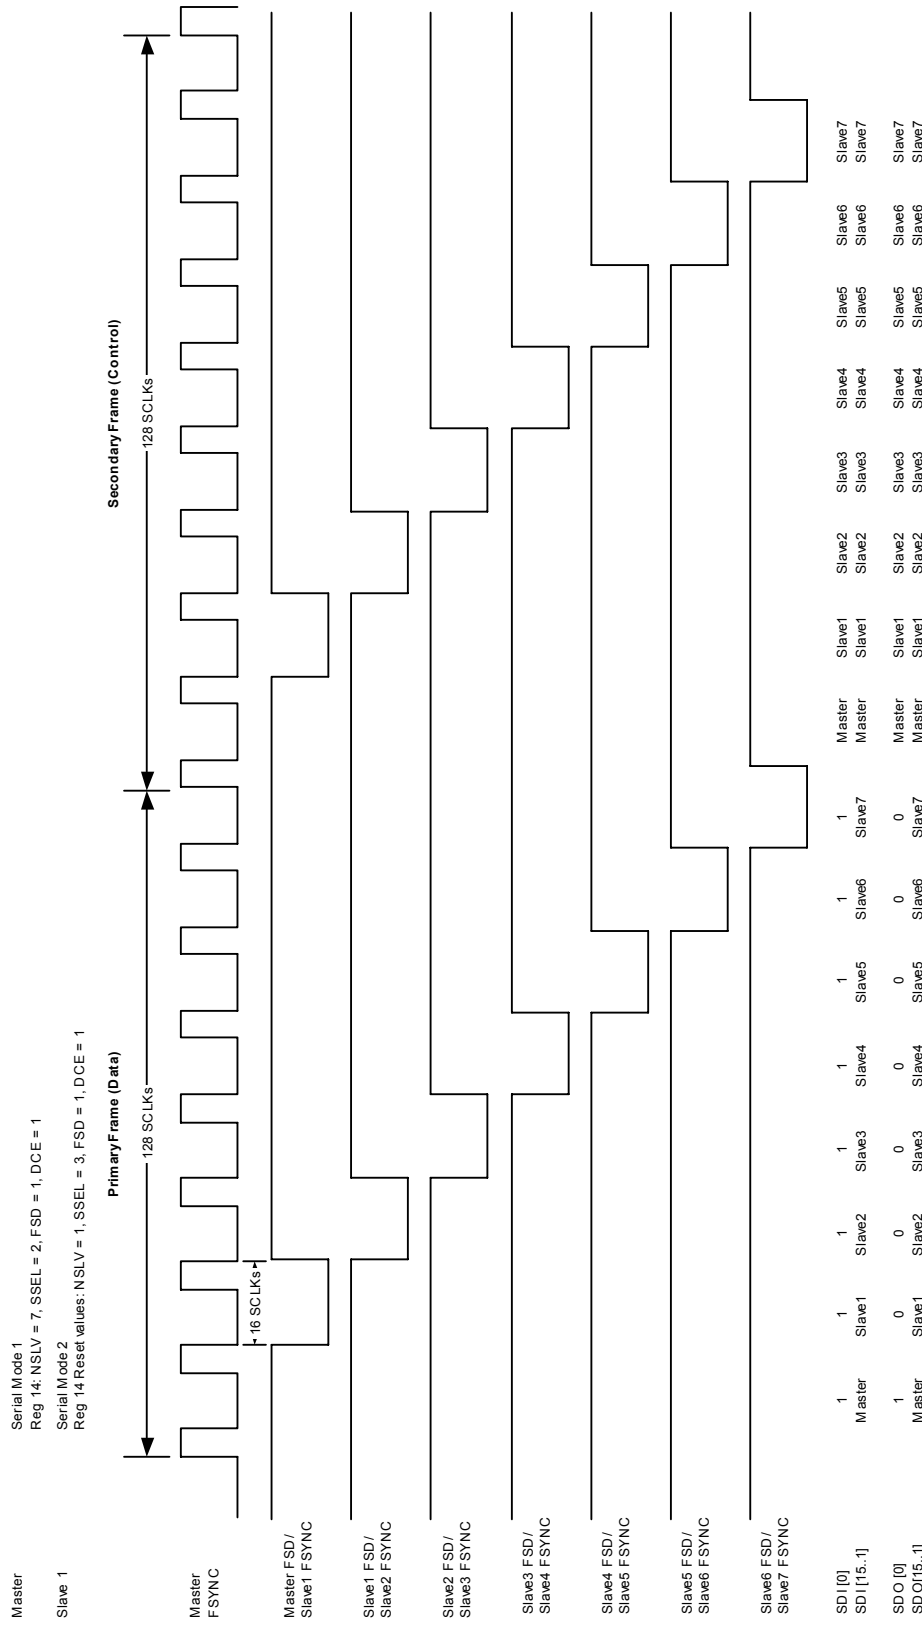 Master Serial Mode 1
Reg 14: NSLV = 7, SSEL = 2, FSD = 1, DCE = 1
Slave 1 Serial Mode 2
Reg 14 Reset values: NSLV = 1, SSEL = 3, FSD = 1, DCE = 1
Primary Frame (Data) Secondary Frame (Control)
128 SCLKs 128 SCLKs
Master
FSYNC
16 SCLKs
Master FSD/
Slave1 FSYNC
Slave1 FSD/
Slave2 FSYNC
Slave2 FSD/
Slave3 FSYNC
Slave3 FSD/
Slave4 FSYNC
Slave4 FSD/
Slave5 FSYNC
Slave5 FSD/
Slave6 FSYNC
Slave6 FSD/
Slave7 FSYNC
SDI [0] 1 1 1 1 1 1 1 1 Master Slave1 Slave2 Slave3 Slave4 Slave5 Slave6 Slave7
SDI [15..1] Master Slave1 Slave2 Slave3 Slave4 Slave5 Slave6 Slave7 Master Slave1 Slave2 Slave3 Slave4 Slave5 Slave6 Slave7
SDO [0] 1 0 0 0 0 0 0 0 Master Slave1 Slave2 Slave3 Slave4 Slave5 Slave6 Slave7
SDO[15..1] Master Slave1 Slave2 Slave3 Slave4 Slave5 Slave6 Slave7 Master Slave1 Slave2 Slave3 Slave4 Slave5 Slave6 Slave7